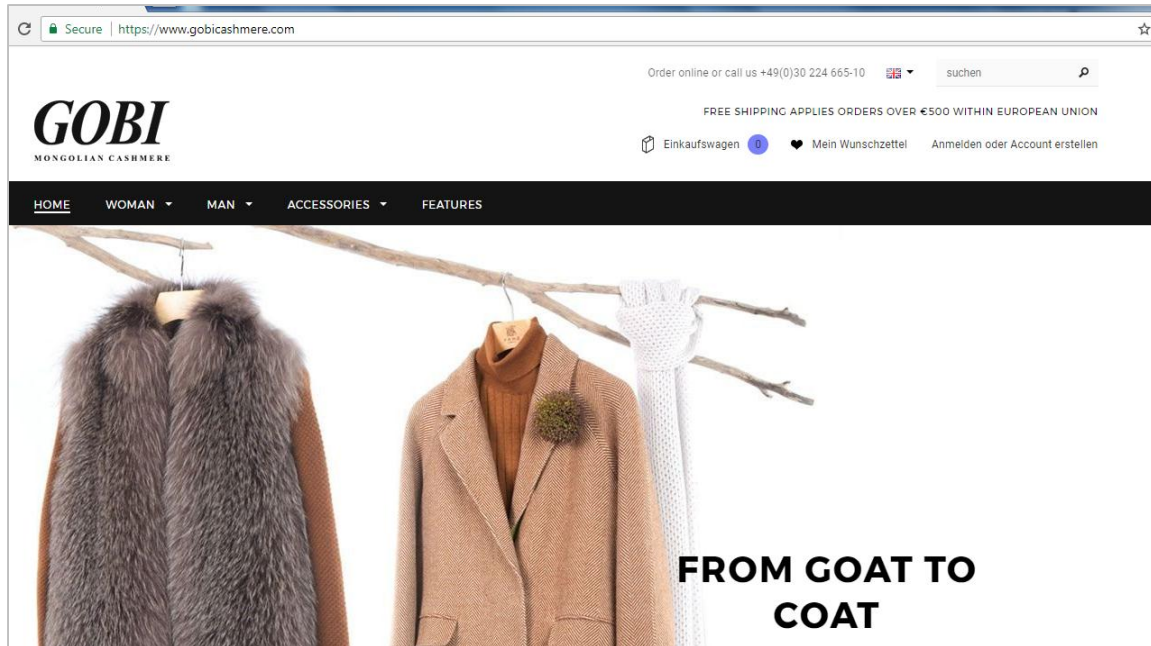 Secure | https://www.gobicashmere.com
Order online or call us +49(0)30 224 665-10
suchen
GOBI
MONGOLIAN CASHMERE
FREE SHIPPING APPLIES ORDERS OVER €500 WITHIN EUROPEAN UNION
Einkaufswagen 0 Mein Wunschzettel Anmelden oder Account erstellen
HOME WOMAN MAN ACCESSORIES FEATURES
FROM GOAT TO
COAT